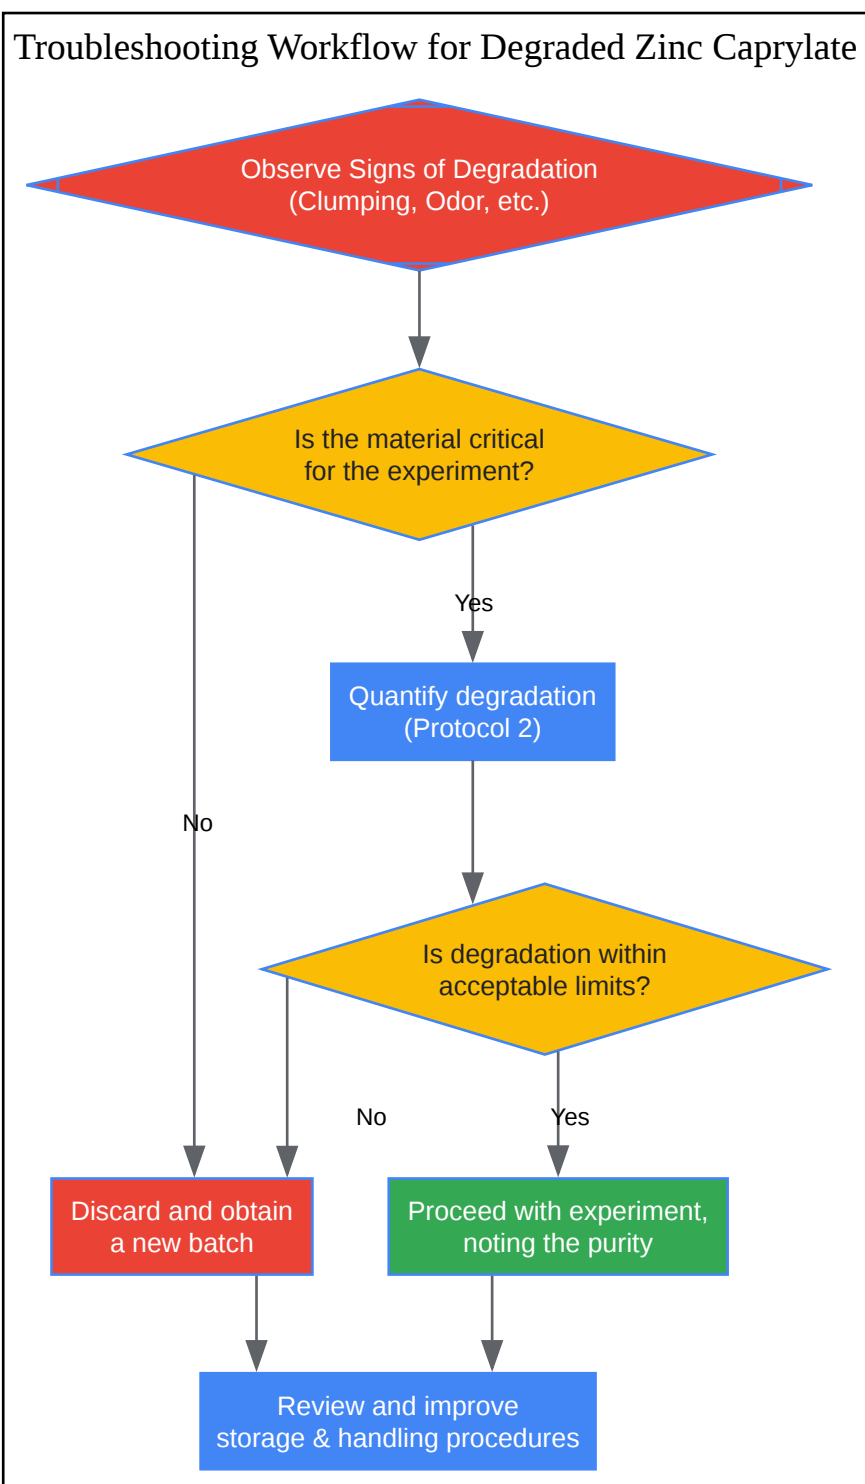 Troubleshooting Workflow for Degraded Zinc Caprylate
Observe Signs of Degradation
(Clumping, Odor, etc.)
Is the material critical
for the experiment?
Yes
Quantify degradation
(Protocol 2)
No
Is degradation within
acceptable limits?
No
Yes
Discard and obtain
a new batch
Proceed with experiment,
noting the purity
Review and improve
storage & handling procedures